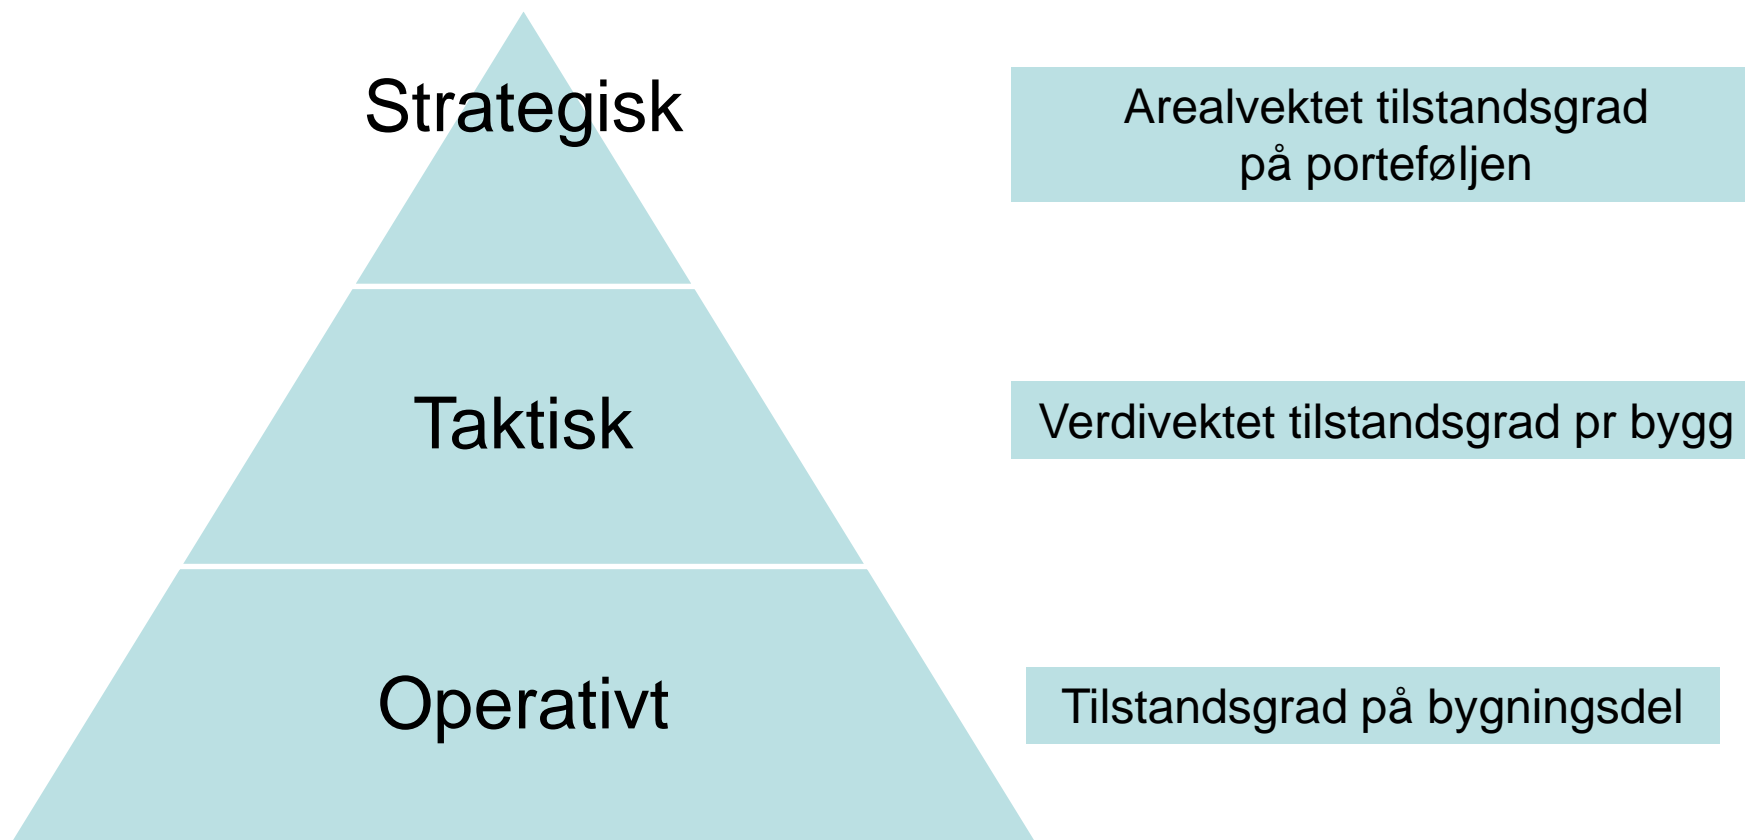 Strategisk
Arealvektet tilstandsgrad
på porteføljen
Taktisk
Verdivektet tilstandsgrad pr bygg
Operativt
Tilstandsgrad på bygningsdel